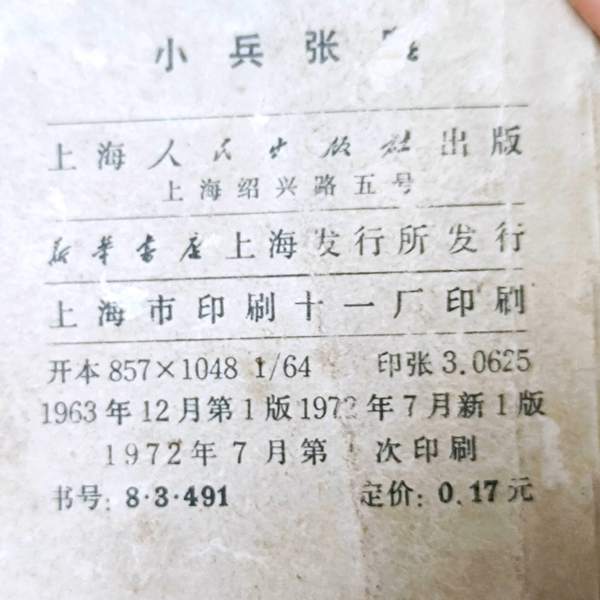 小兵张
上海人民出版社出版
上海绍兴路五号
新华书店上海发行所发行
上海市印刷十一厂印刷
开本 857×1048 1/64 印张 3.0625
1963年12月第1版 1972年7月新1版
1972年7月第 次印刷
书号: 8·3·491 定价: 0.17元